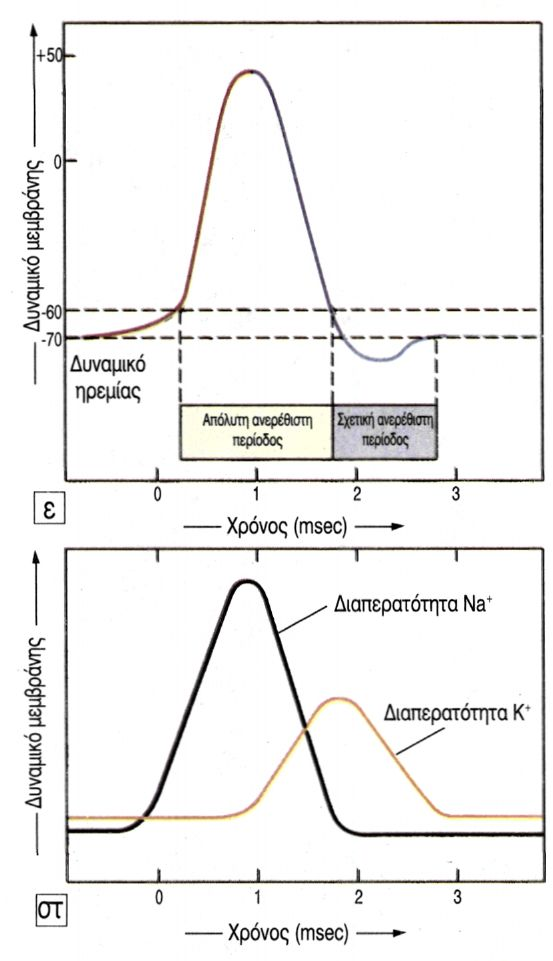 +50
0
-60
-70
Δυναμικό μεμβράνης
Δυναμικό
ηρεμίας
Απόλυτη ανερέθιστη
περίοδος
Σχετική ανερέθιστη
περίοδος
0 1 2 3
ε
Χρόνος (msec)
Διαπερατότητα Na⁺
Διαπερατότητα K⁺
Δυναμικό μεμβράνης
0 1 2 3
στ
Χρόνος (msec)